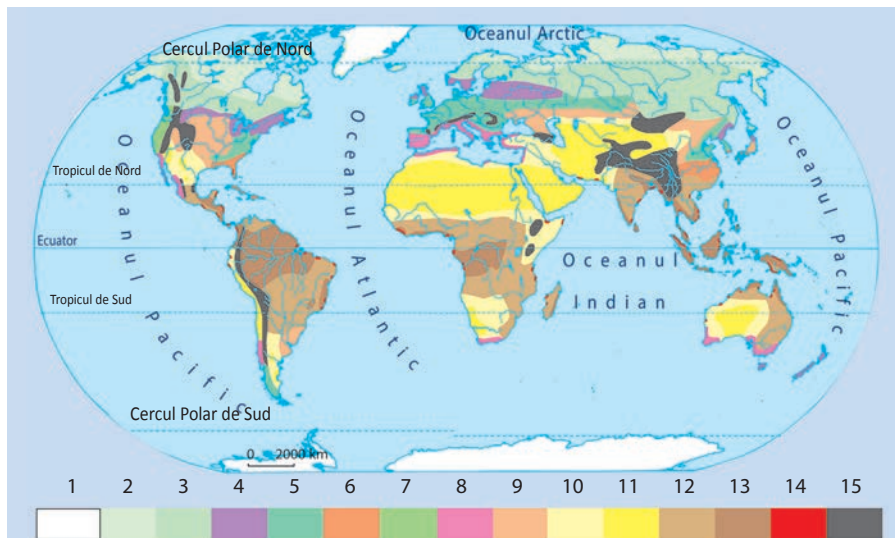 Oceanul Arctic
Cercul Polar de Nord
Oceanul Pacific
Oceanul Atlantic
Oceanul Pacific
Tropicul de Nord
Ecuator
Oceanul
Indian
Tropicul de Sud
Cercul Polar de Sud
0 2000 km
1 2 3 4 5 6 7 8 9 10 11 12 13 14 15